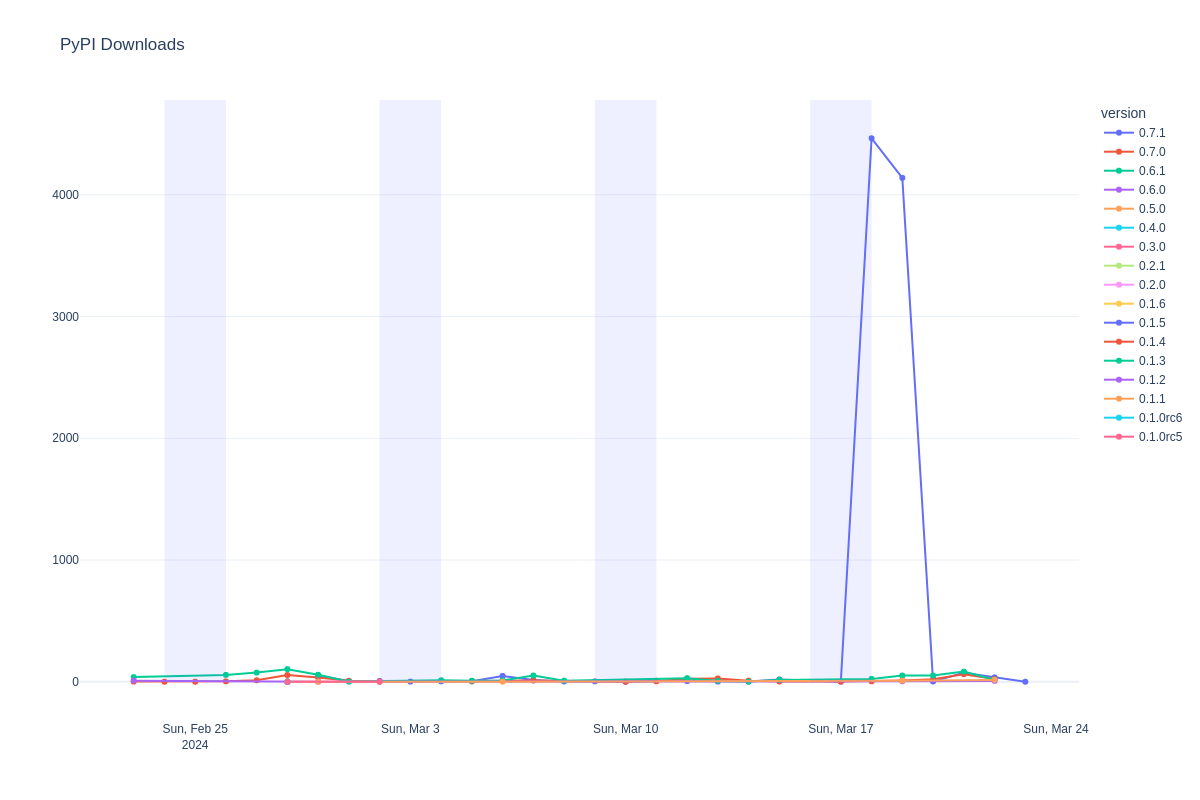 PyPI Downloads
version
0.7.1
0.7.0
0.6.1
0.6.0
0.5.0
0.4.0
0.3.0
0.2.1
0.2.0
0.1.6
0.1.5
0.1.4
0.1.3
0.1.2
0.1.1
0.1.0rc6
0.1.0rc5
4000
3000
2000
1000
0
Sun, Feb 25
2024
Sun, Mar 3
Sun, Mar 10
Sun, Mar 17
Sun, Mar 24